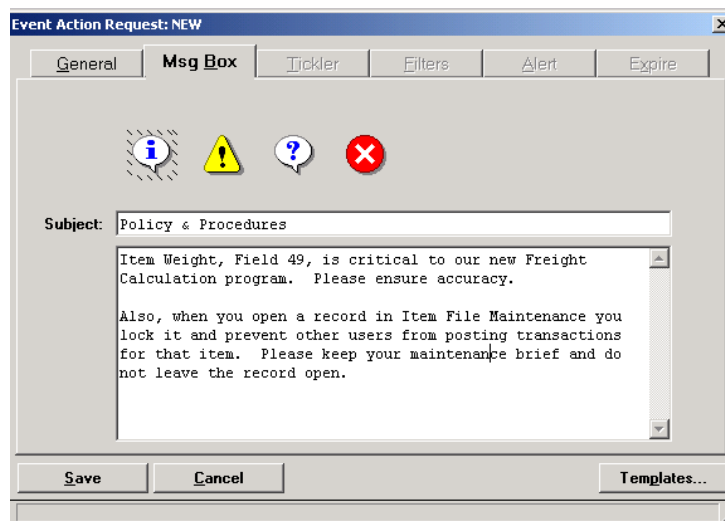 Event Action Request: NEW
General Msg Box Tickler Filters Alert Expire
Subject: Policy & Procedures
Item Weight, Field 49, is critical to our new Freight
Calculation program.  Please ensure accuracy.
Also, when you open a record in Item File Maintenance you
lock it and prevent other users from posting transactions
for that item.  Please keep your maintenance brief and do
not leave the record open.
Save Cancel Templates...